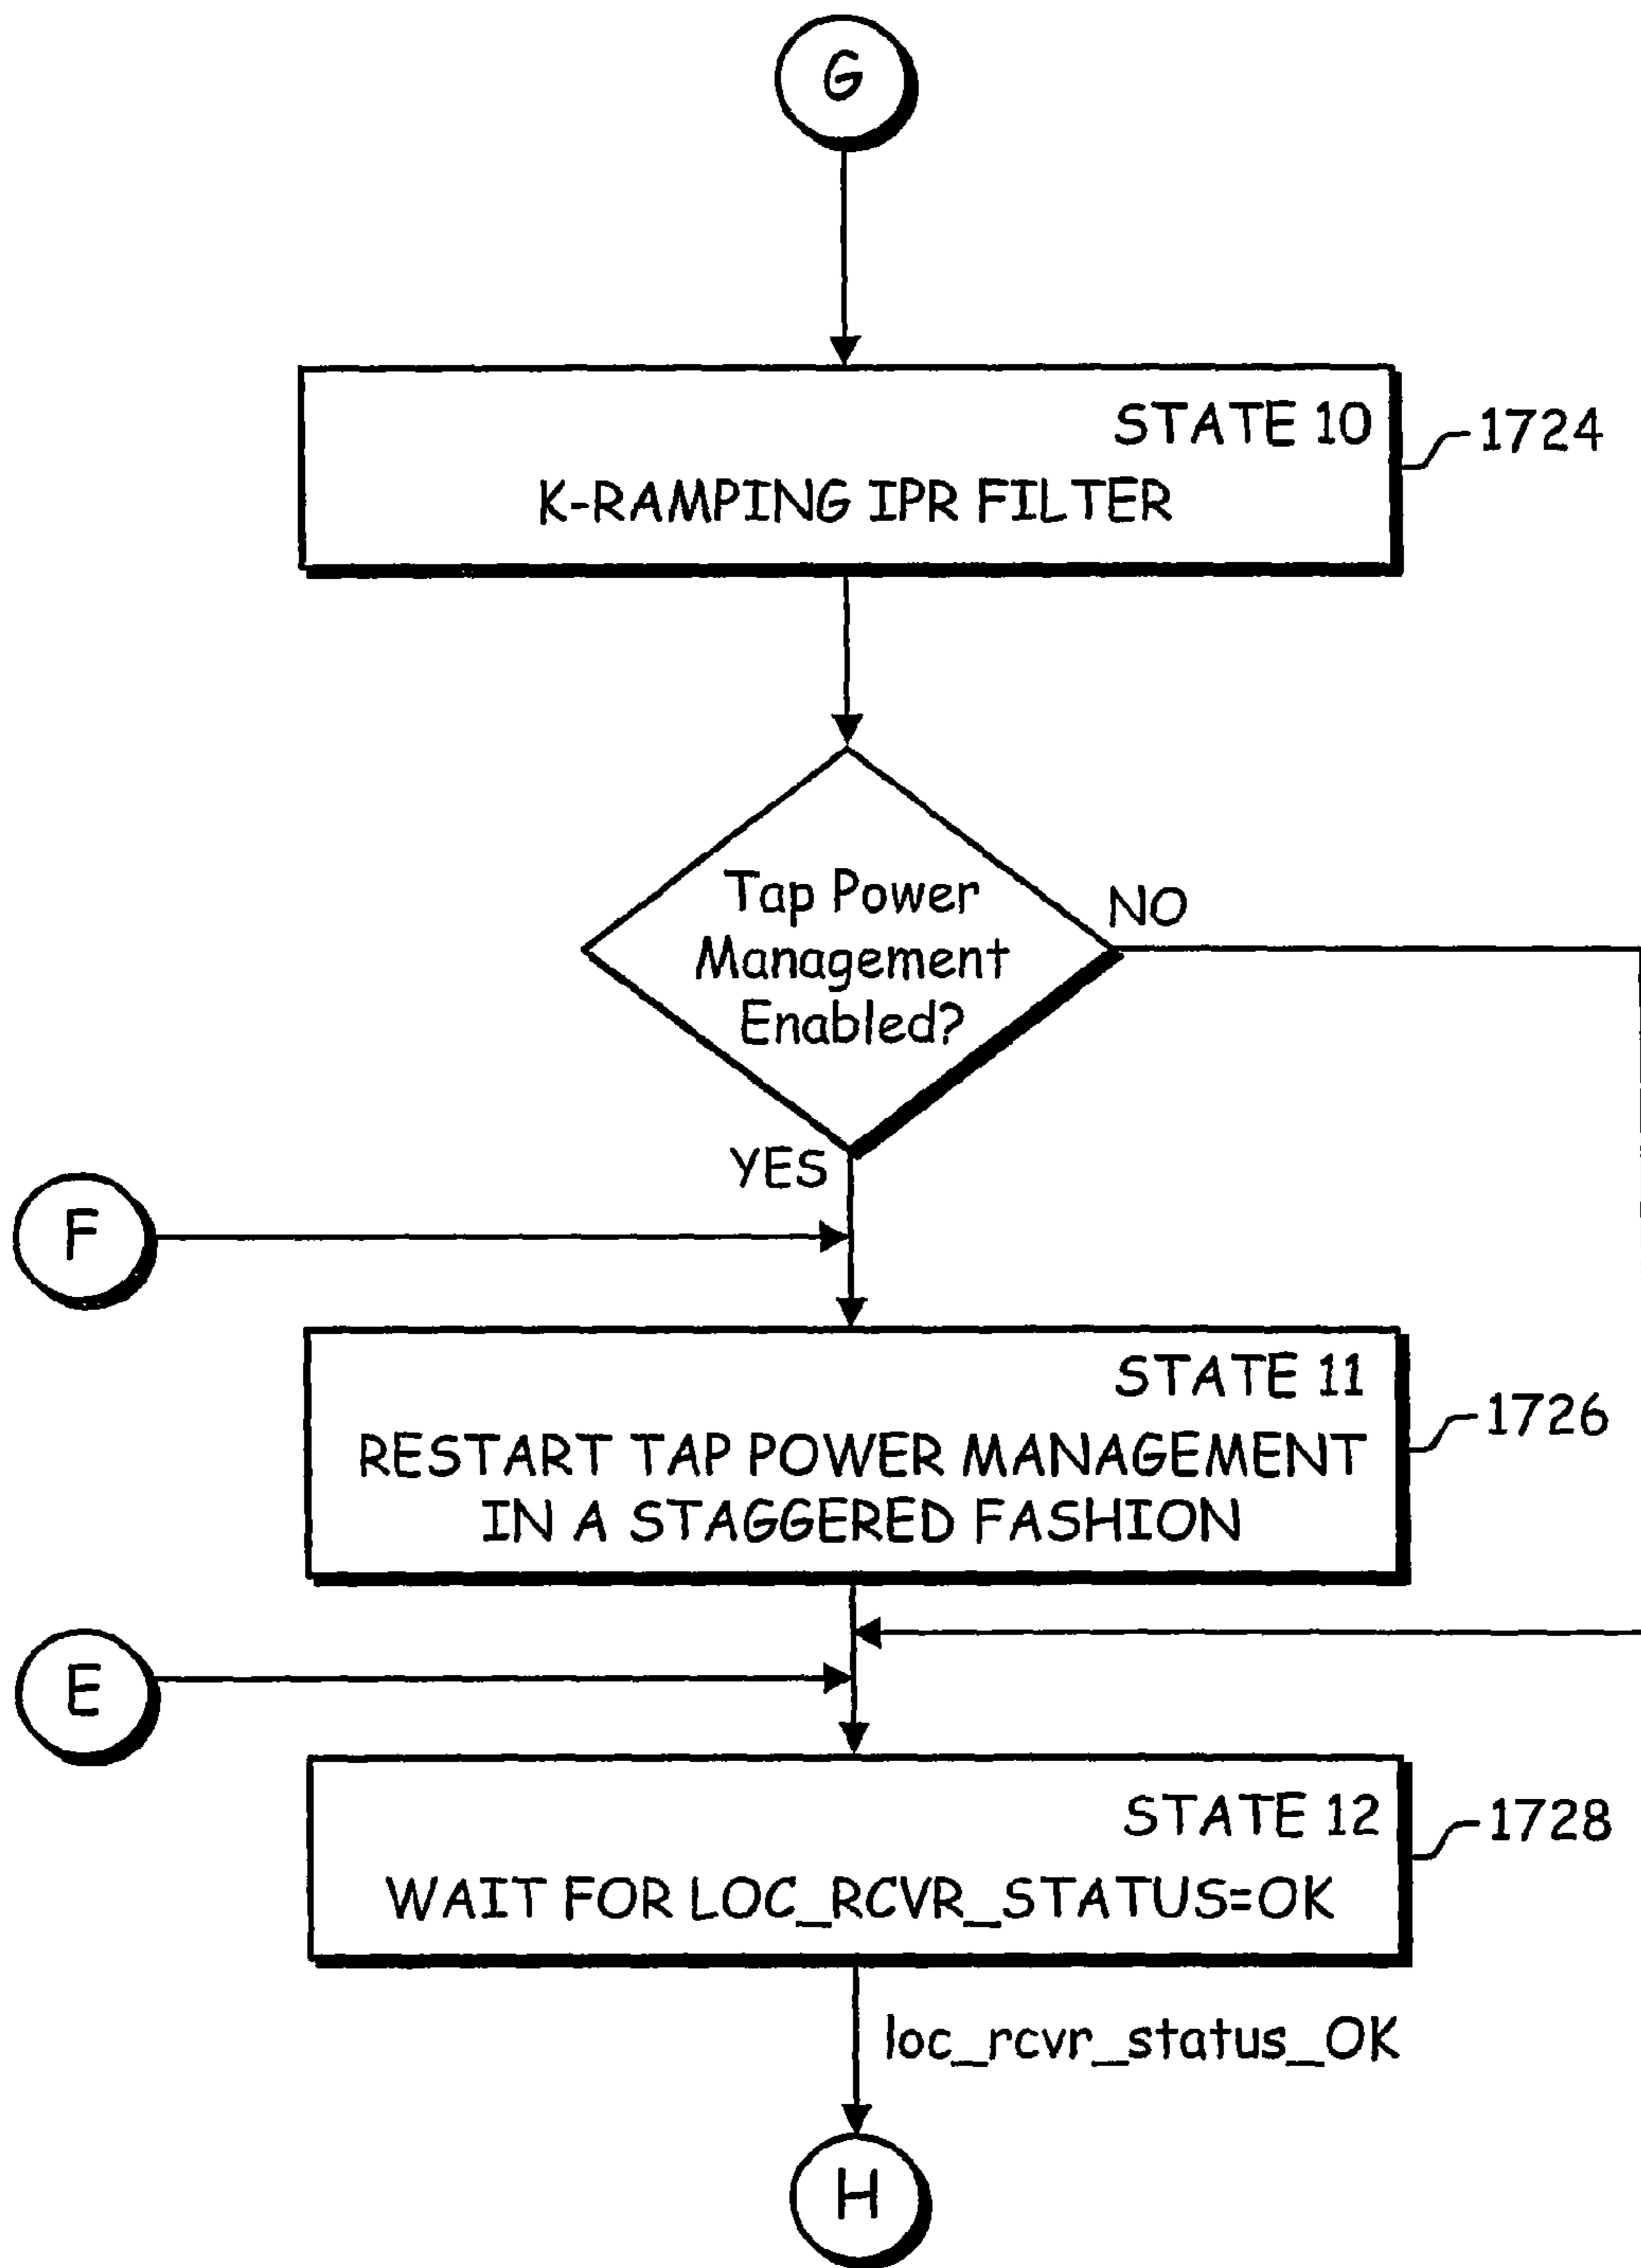 G
STATE 10
1724
K-RAMPING IPR FILTER
Tap Power
Management
Enabled?
NO
YES
F
STATE 11
1726
RESTART TAP POWER MANAGEMENT
IN A STAGGERED FASHION
E
STATE 12
1728
WAIT FOR LOC_RCVR_STATUS=OK
loc_rcvr_status_OK
H